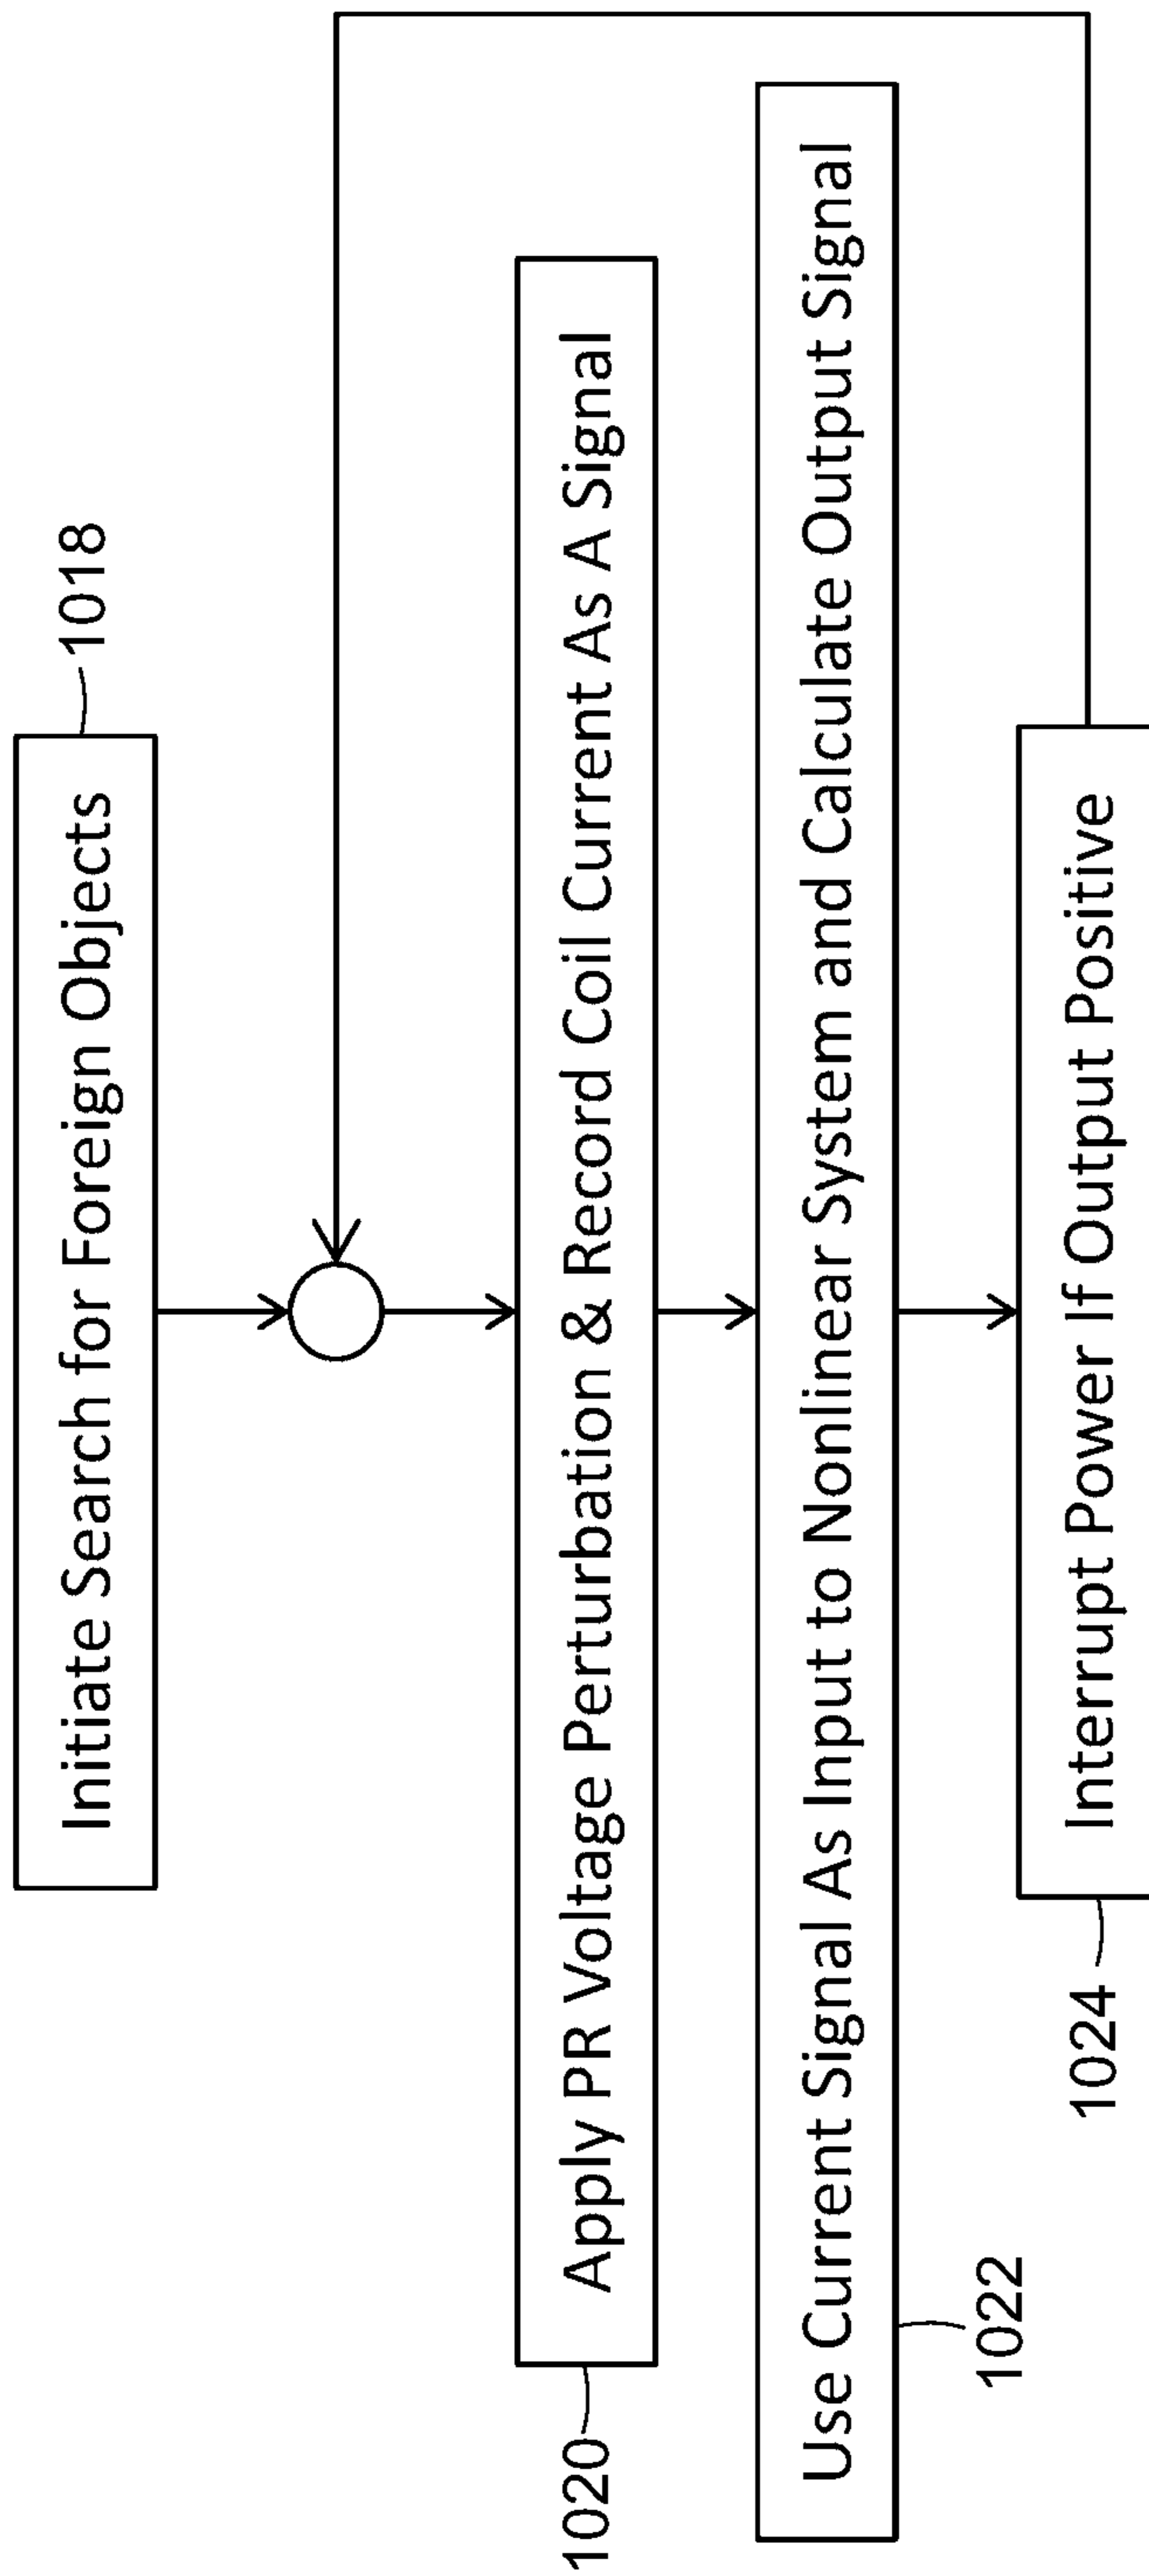 Initiate Search for Foreign Objects
1018
Apply PR Voltage Perturbation & Record Coil Current As A Signal
1020
Use Current Signal As Input to Nonlinear System and Calculate Output Signal
1022
Interrupt Power If Output Positive
1024